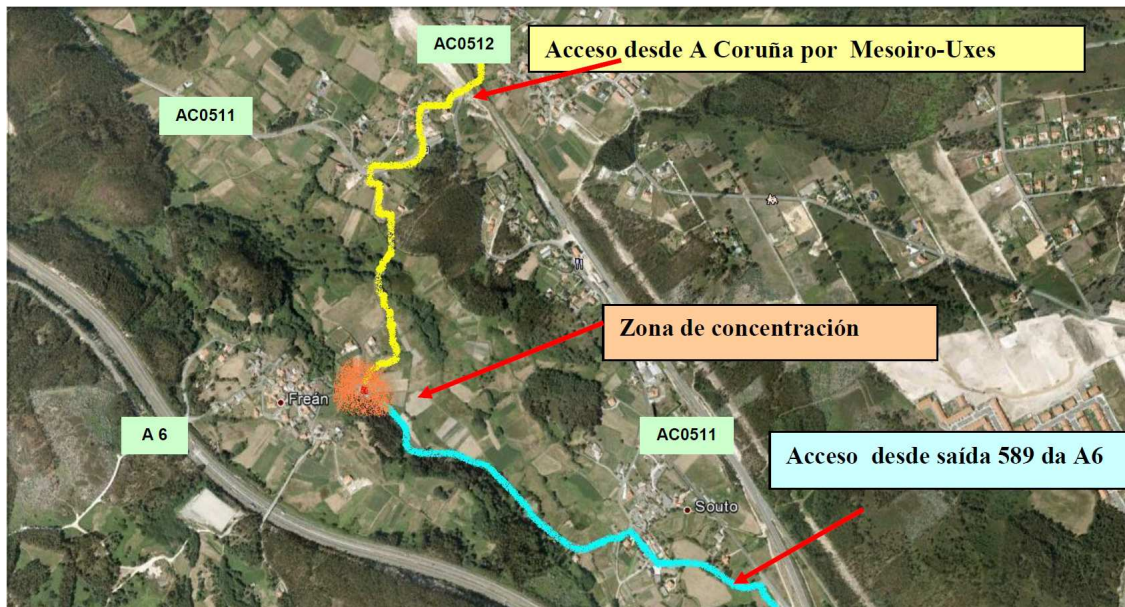 AC0512
Acceso desde A Coruña por Mesoiro-Uxes
AC0511
Zona de concentración
Freán
A 6
AC0511
Acceso desde saída 589 da A6
Souto